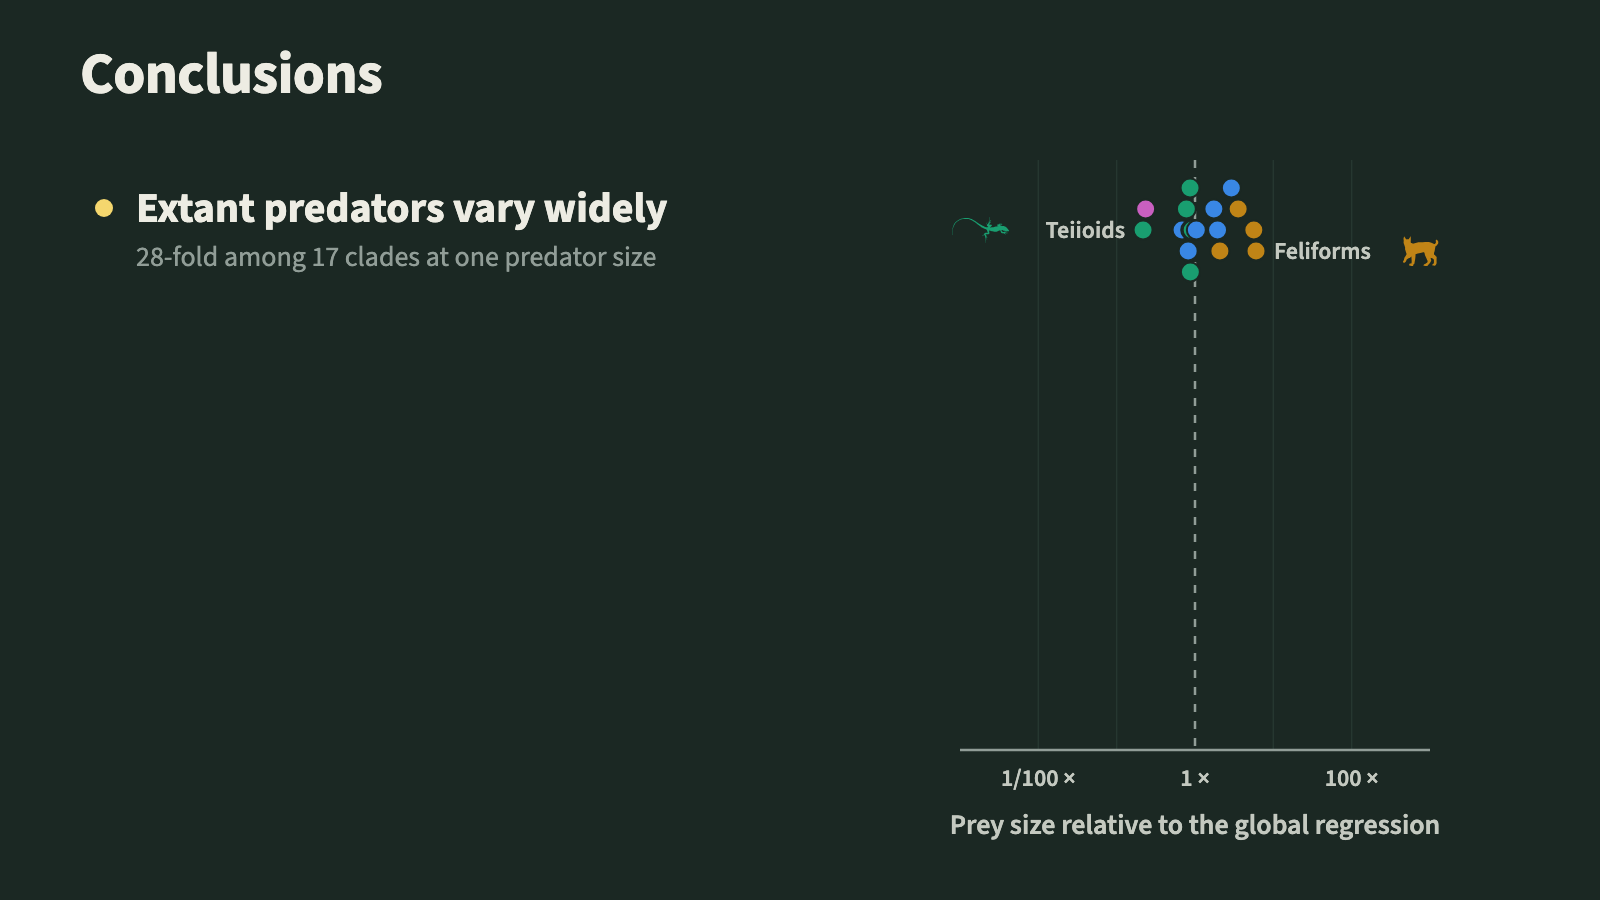 Conclusions
Extant predators vary widely
28-fold among 17 clades at one predator size
Teiioids
Feliforms
1/100 ×
1 ×
100 ×
Prey size relative to the global regression